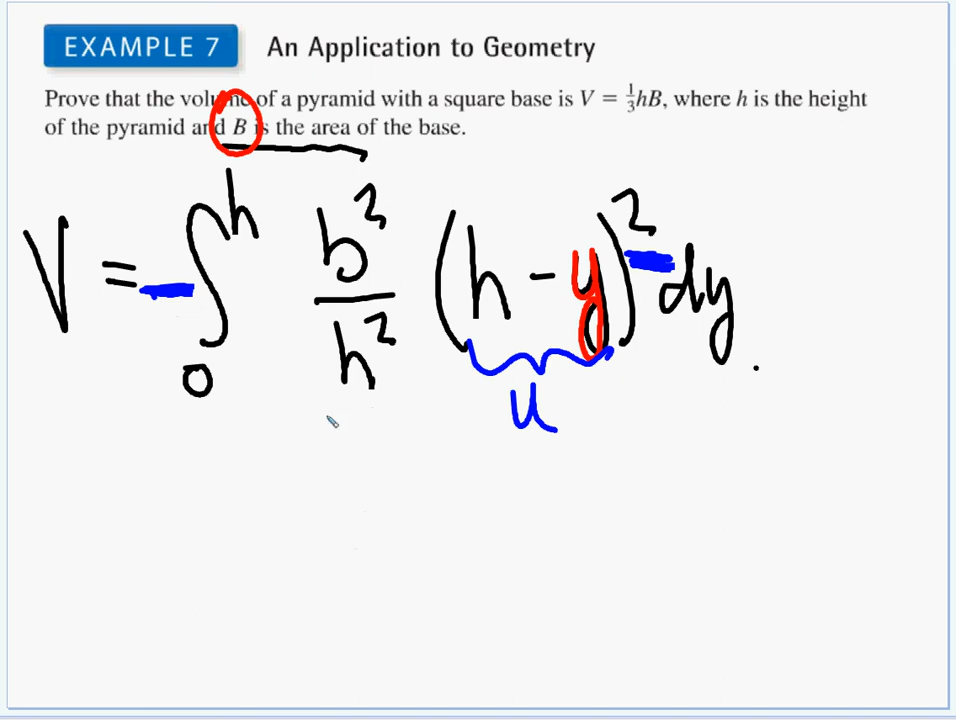 EXAMPLE 7 An Application to Geometry
Prove that the volume of a pyramid with a square base is V = ⅓hB, where h is the height
of the pyramid and B is the area of the base.
V = -∫₀ʰ b²/h² (h - y)² dy.
u